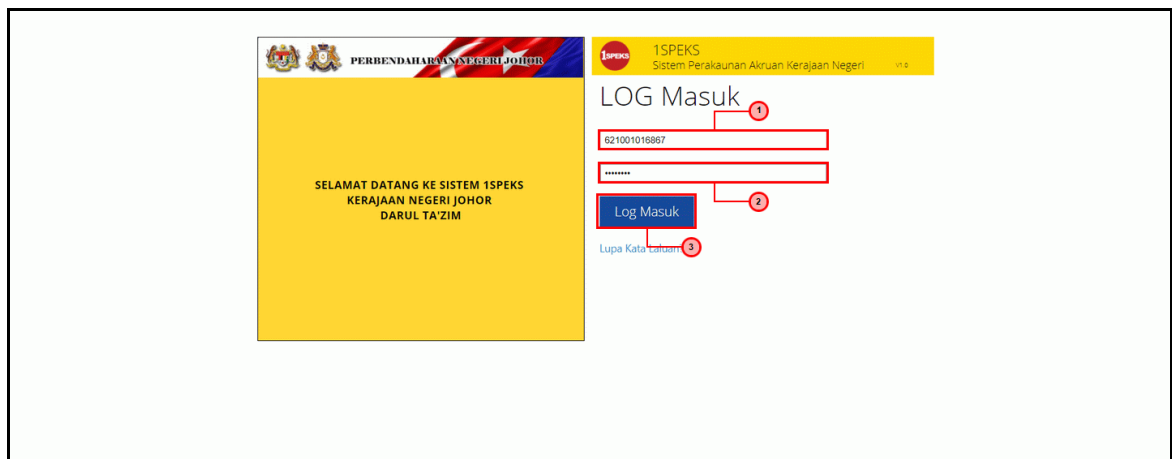 PERBENDAHARAAN NEGERI JOHOR
SELAMAT DATANG KE SISTEM 1SPEKS
KERAJAAN NEGERI JOHOR
DARUL TA'ZIM
1SPEKS
1SPEKS
Sistem Perakaunan Akruan Kerajaan Negeri V1.0
LOG Masuk
1
621001016867
••••••••
2
Log Masuk
Lupa Kata Laluan
3